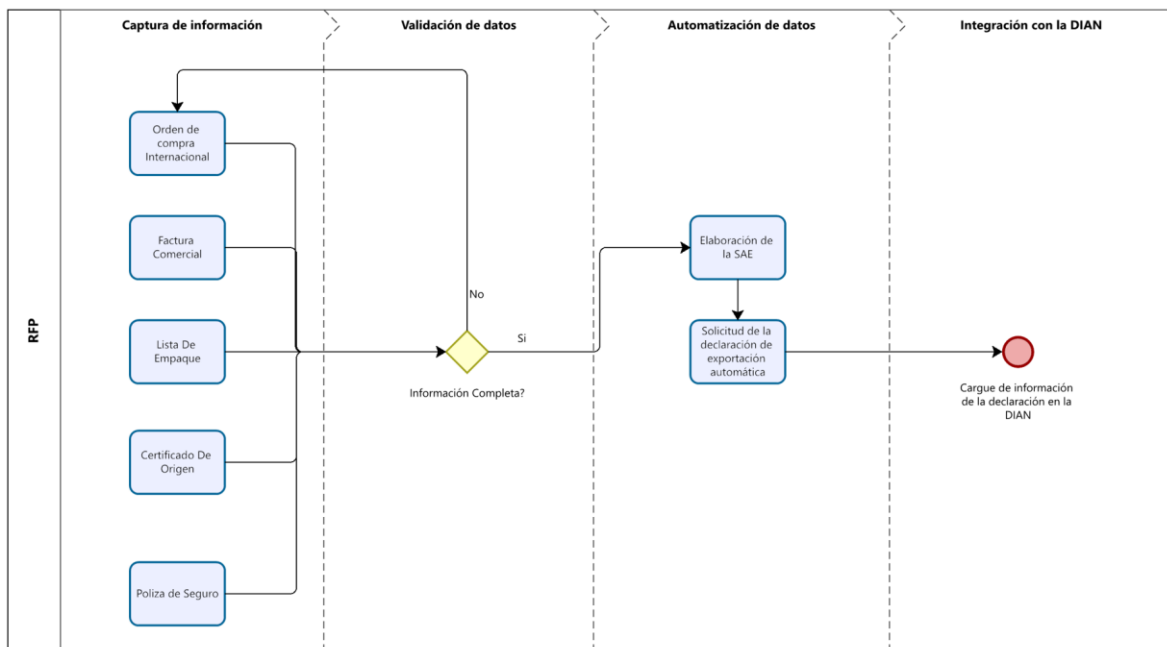 Captura de información
Validación de datos
Automatización de datos
Integración con la DIAN
RFP
Orden de
compra
Internacional
Factura
Comercial
Lista De
Empaque
Certificado De
Origen
Poliza de Seguro
No
Si
Información Completa?
Elaboración de
la SAE
Solicitud de la
declaración de
exportación
automática
Cargue de información
de la declaración en la
DIAN